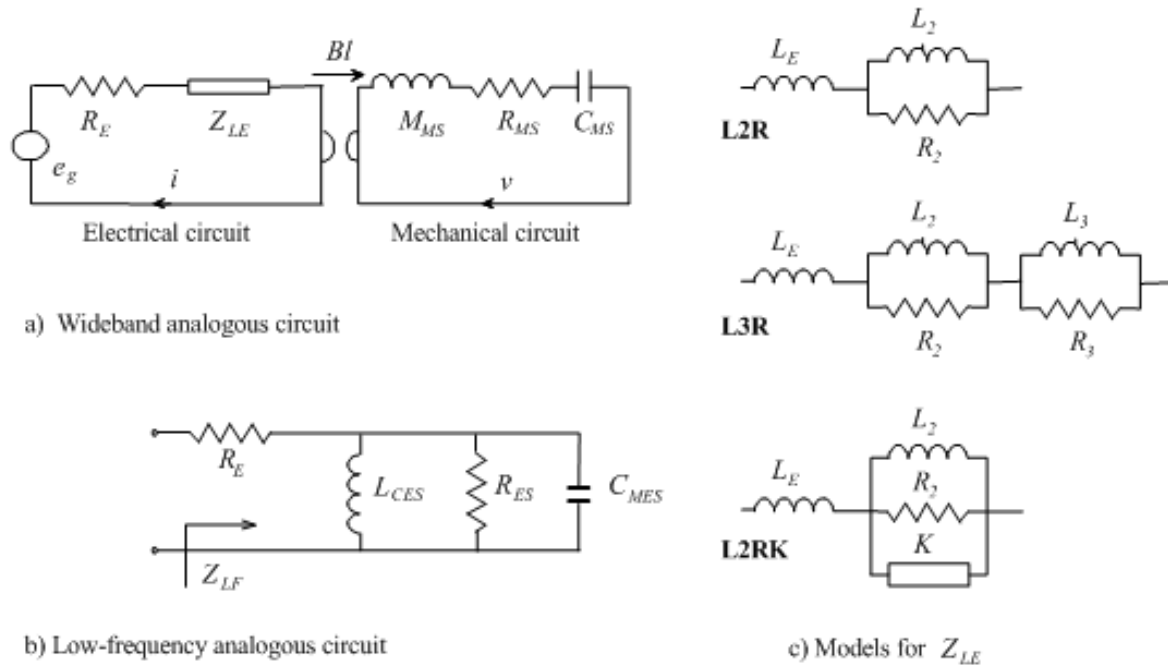 Bl
R_E
Z_LE
M_MS
R_MS
C_MS
e_g
i
v
Electrical circuit
Mechanical circuit
a) Wideband analogous circuit
R_E
L_CES
R_ES
C_MES
Z_LF
b) Low-frequency analogous circuit
L_2
L_E
L2R
R_2
L_2
L_3
L_E
L3R
R_2
R_3
L_2
L_E
R_2
L2RK
K
c) Models for Z_LE